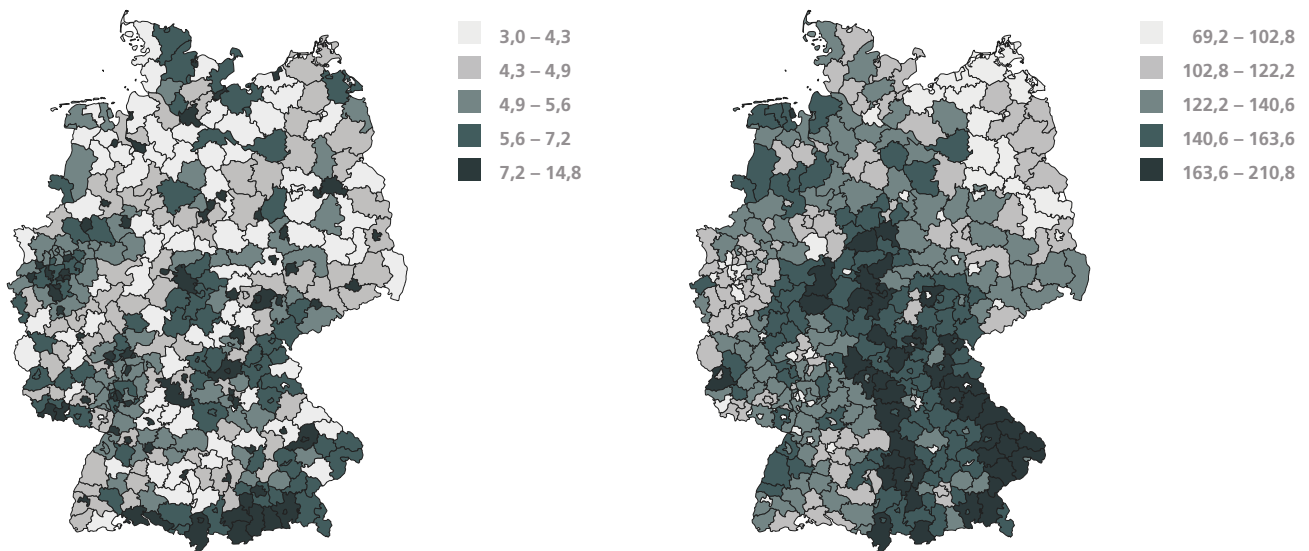 3,0 – 4,3
4,3 – 4,9
4,9 – 5,6
5,6 – 7,2
7,2 – 14,8
69,2 – 102,8
102,8 – 122,2
122,2 – 140,6
140,6 – 163,6
163,6 – 210,8